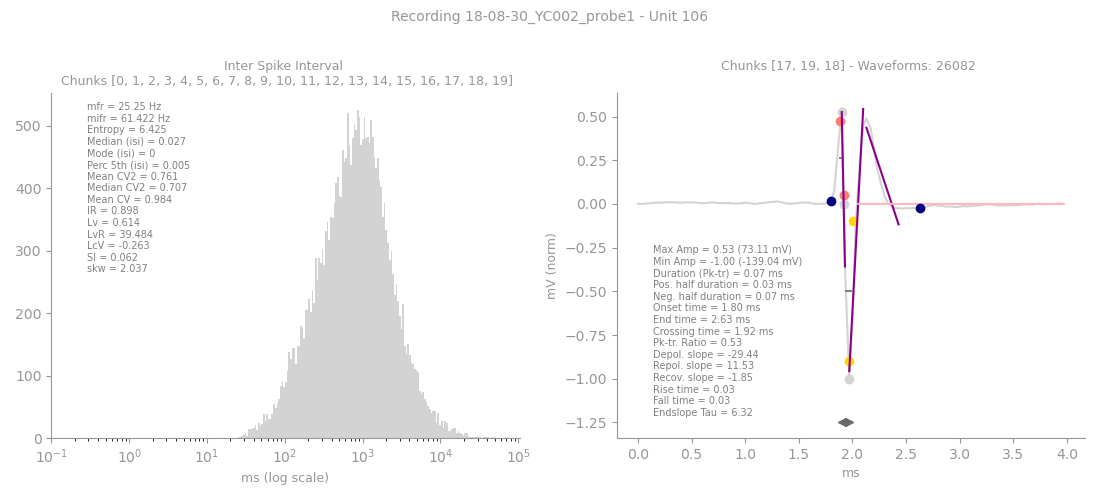 Recording 18-08-30_YC002_probe1 - Unit 106
Inter Spike Interval
Chunks [0, 1, 2, 3, 4, 5, 6, 7, 8, 9, 10, 11, 12, 13, 14, 15, 16, 17, 18, 19]
mfr = 25.25 Hz
mifr = 61.422 Hz
Entropy = 6.425
Median (isi) = 0.027
Mode (isi) = 0
Perc 5th (isi) = 0.005
Mean CV2 = 0.761
Median CV2 = 0.707
Mean CV = 0.984
IR = 0.898
Lv = 0.614
LvR = 39.484
LcV = -0.263
SI = 0.062
skw = 2.037
500
400
300
200
100
0
10⁻¹ 10⁰ 10¹ 10² 10³ 10⁴ 10⁵
ms (log scale)
Chunks [17, 19, 18] - Waveforms: 26082
0.50
0.25
0.00
−0.25
−0.50
−0.75
−1.00
−1.25
mV (norm)
Max Amp = 0.53 (73.11 mV)
Min Amp = -1.00 (-139.04 mV)
Duration (Pk-tr) = 0.07 ms
Pos. half duration = 0.03 ms
Neg. half duration = 0.07 ms
Onset time = 1.80 ms
End time = 2.63 ms
Crossing time = 1.92 ms
Pk-tr. Ratio = 0.53
Depol. slope = -29.44
Repol. slope = 11.53
Recov. slope = -1.85
Rise time = 0.03
Fall time = 0.03
Endslope Tau = 6.32
0.0 0.5 1.0 1.5 2.0 2.5 3.0 3.5 4.0
ms